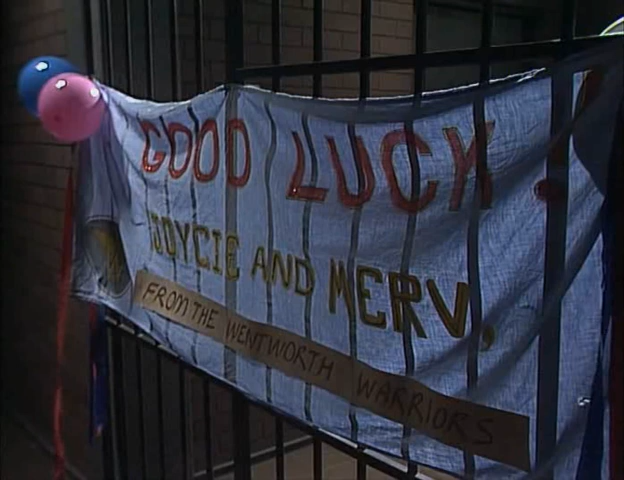 GOOD LUCK !
JOYCIE AND MERV,
FROM THE WENTWORTH WARRIORS